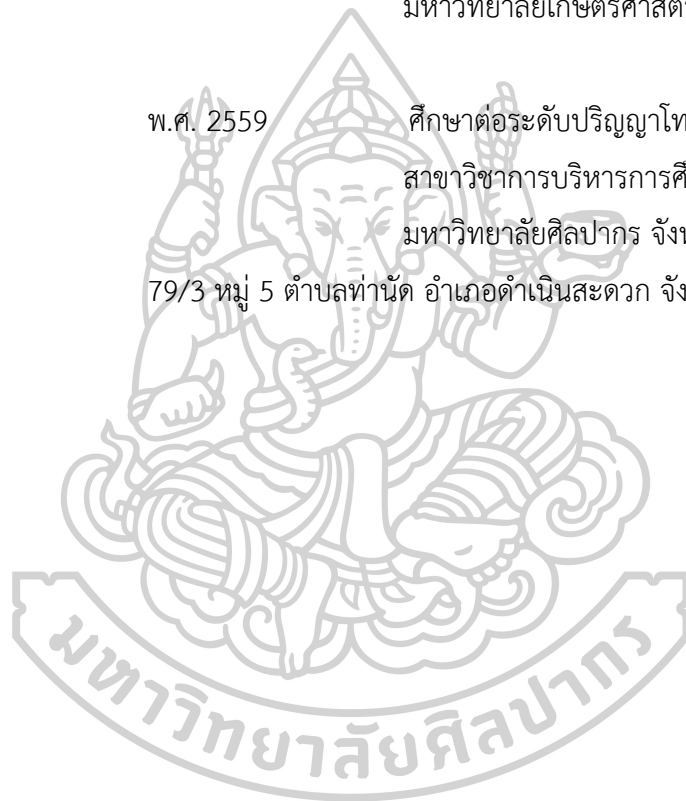 มหาวิทยาลัยเกษตรศาสตร์
พ.ศ. 2559 ศึกษาต่อระดับปริญญาโท
สาขาวิชาการบริหารการศึ
มหาวิทยาลัยศิลปากร จัง
79/3 หมู่ 5 ตำบลท่านัด อำเภอดำเนินสะดวก จัง
มหาวิทยาลัยศิลปากร